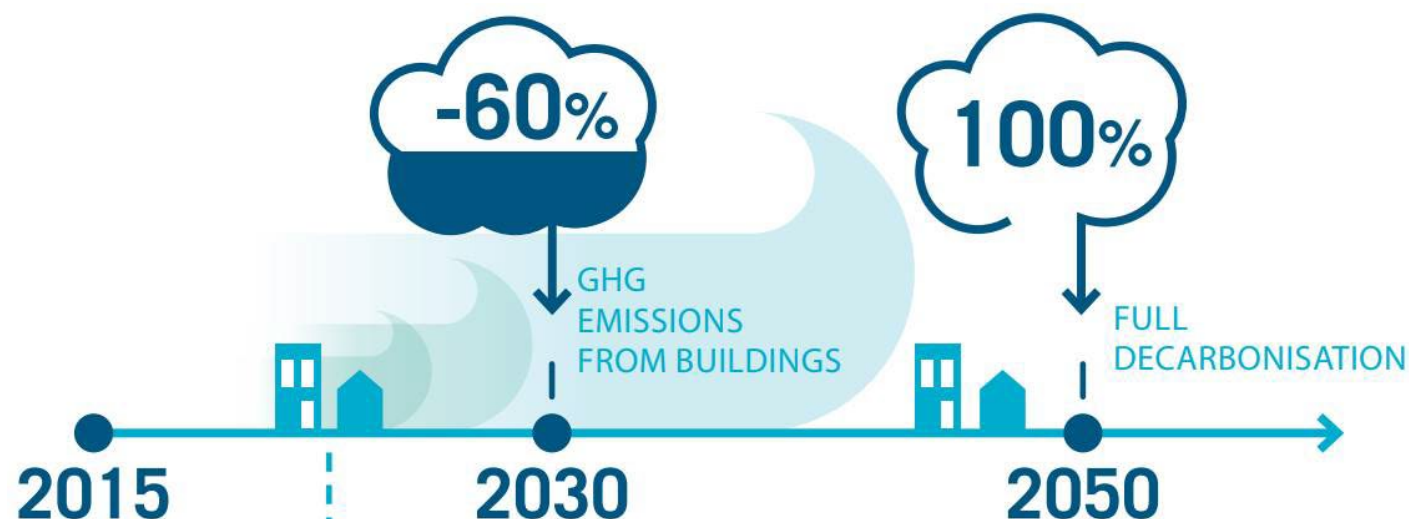 -60%
100%
GHG
EMISSIONS
FROM BUILDINGS
FULL
DECARBONISATION
2015
2030
2050